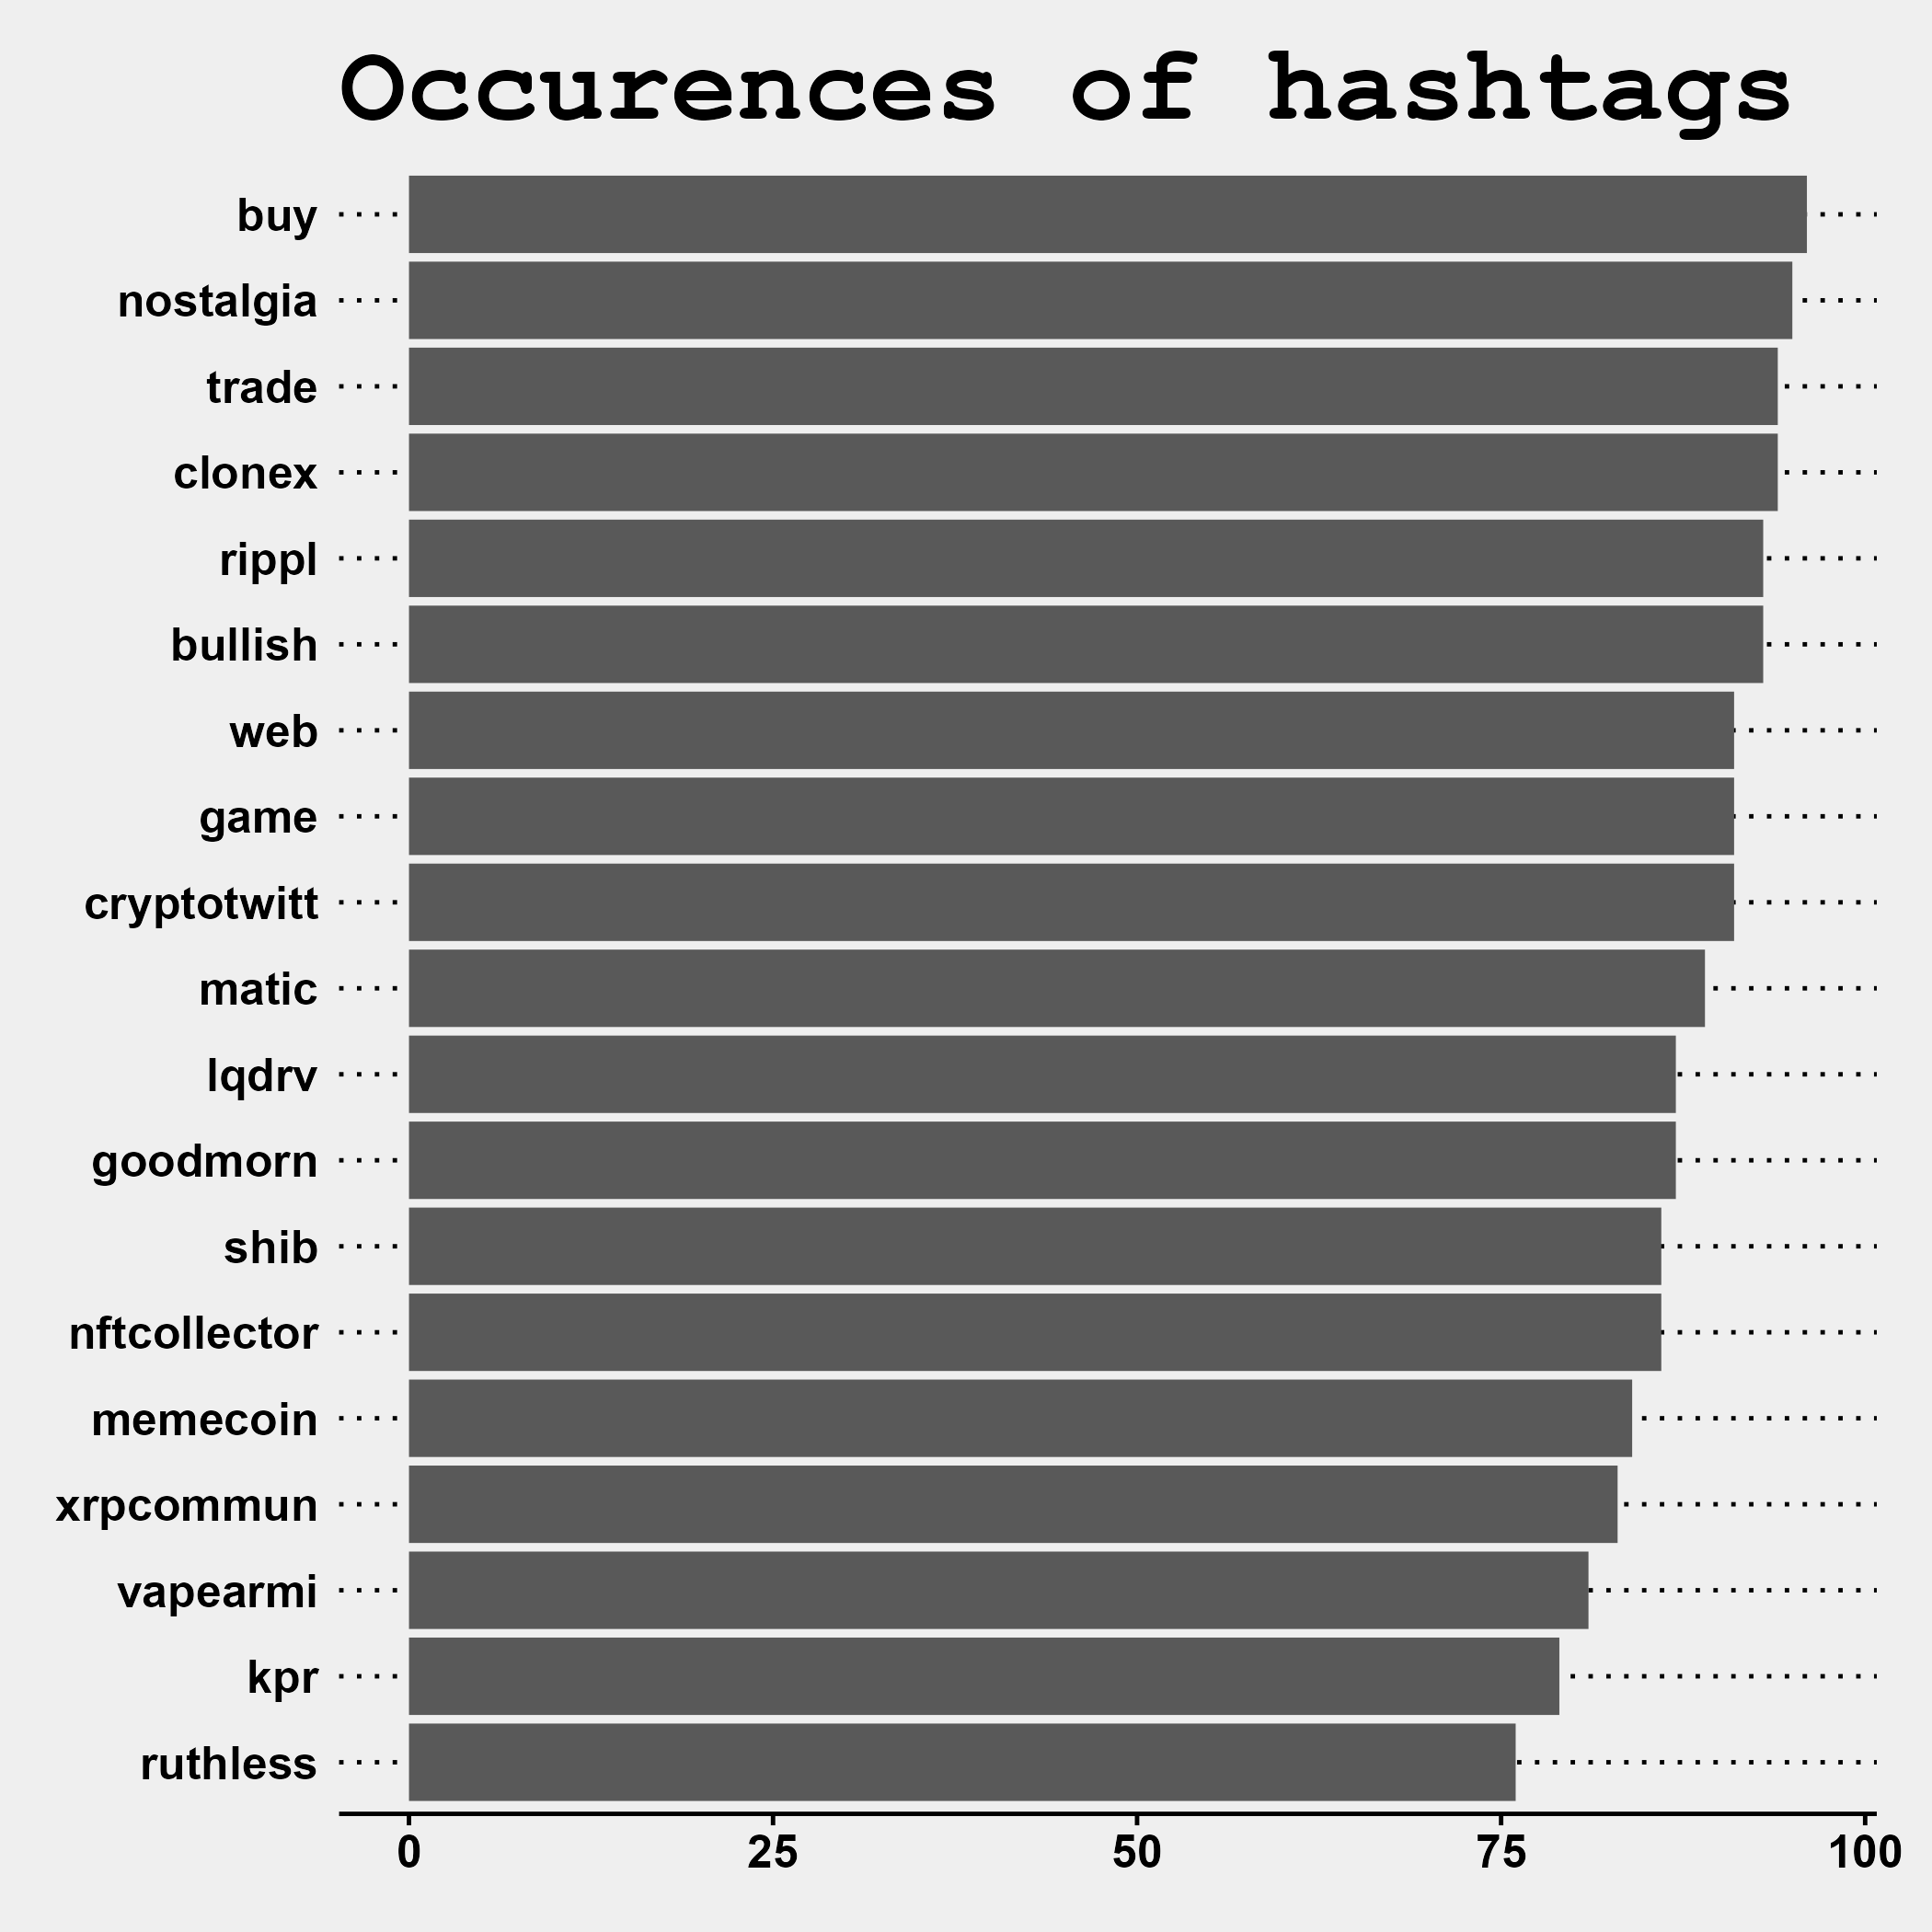 Occurences of hashtags
buy
nostalgia
trade
clonex
rippl
bullish
web
game
cryptotwitt
matic
lqdrv
goodmorn
shib
nftcollector
memecoin
xrpcommun
vapearmi
kpr
ruthless
0 25 50 75 100